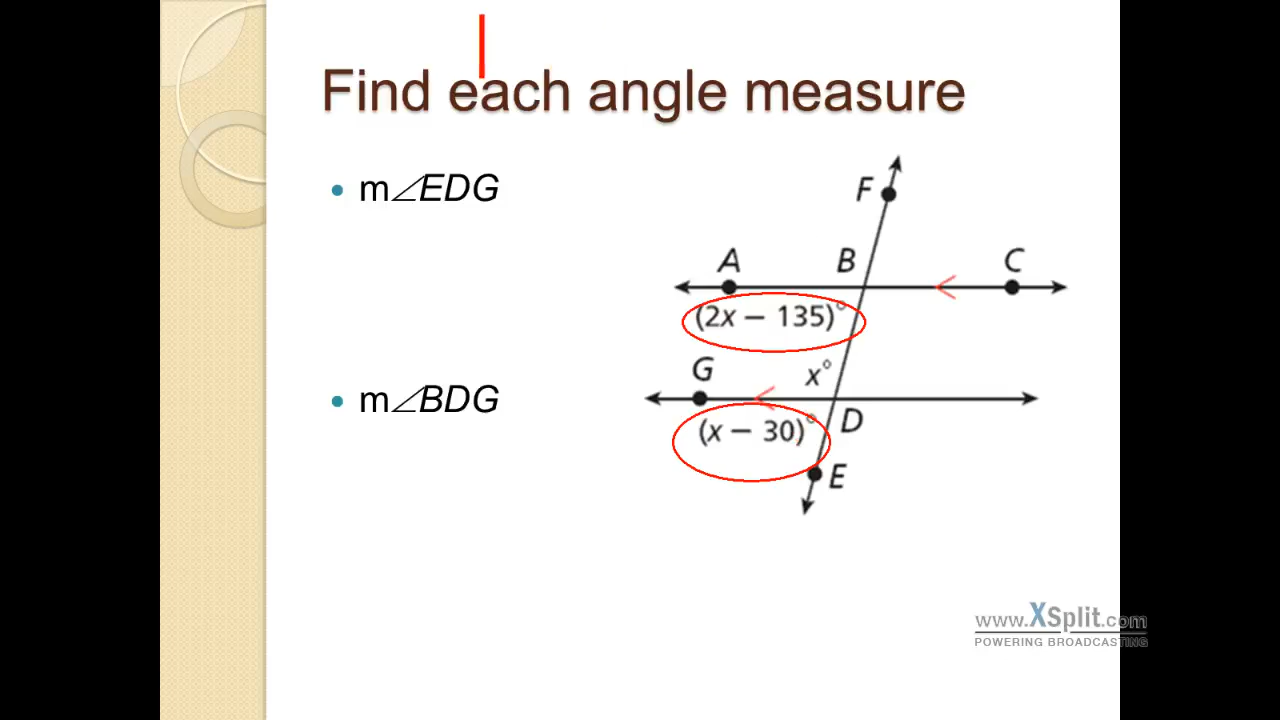 Find each angle measure
• m∠EDG
F
A B C
(2x − 135)°
G x°
• m∠BDG
D
(x − 30)°
E
www.XSplit.com
POWERING BROADCASTING